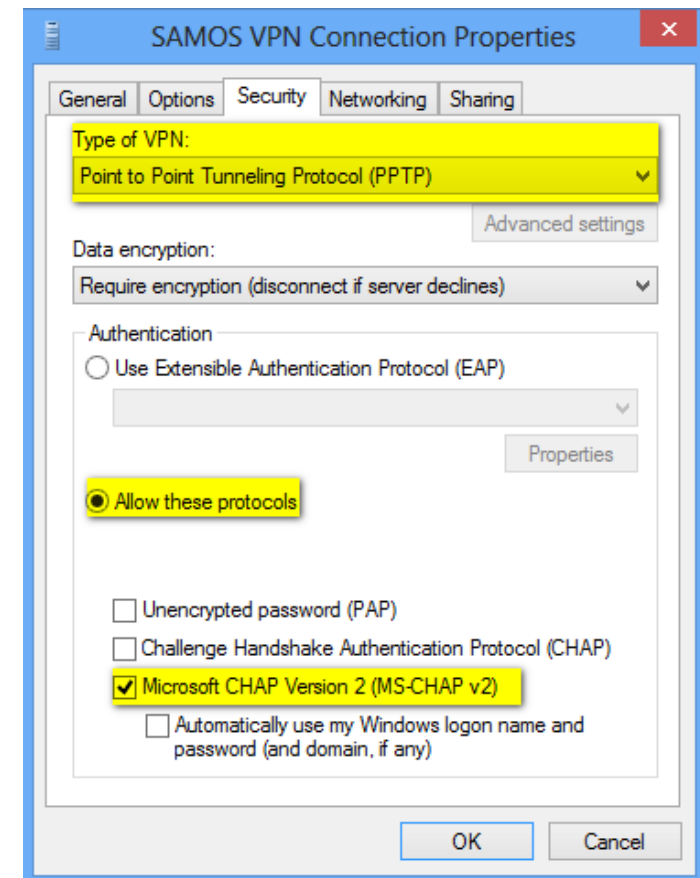 SAMOS VPN Connection Properties
General Options Security Networking Sharing
Type of VPN:
Point to Point Tunneling Protocol (PPTP)
Advanced settings
Data encryption:
Require encryption (disconnect if server declines)
Authentication
Use Extensible Authentication Protocol (EAP)
Properties
Allow these protocols
Unencrypted password (PAP)
Challenge Handshake Authentication Protocol (CHAP)
Microsoft CHAP Version 2 (MS-CHAP v2)
Automatically use my Windows logon name and
password (and domain, if any)
OK Cancel